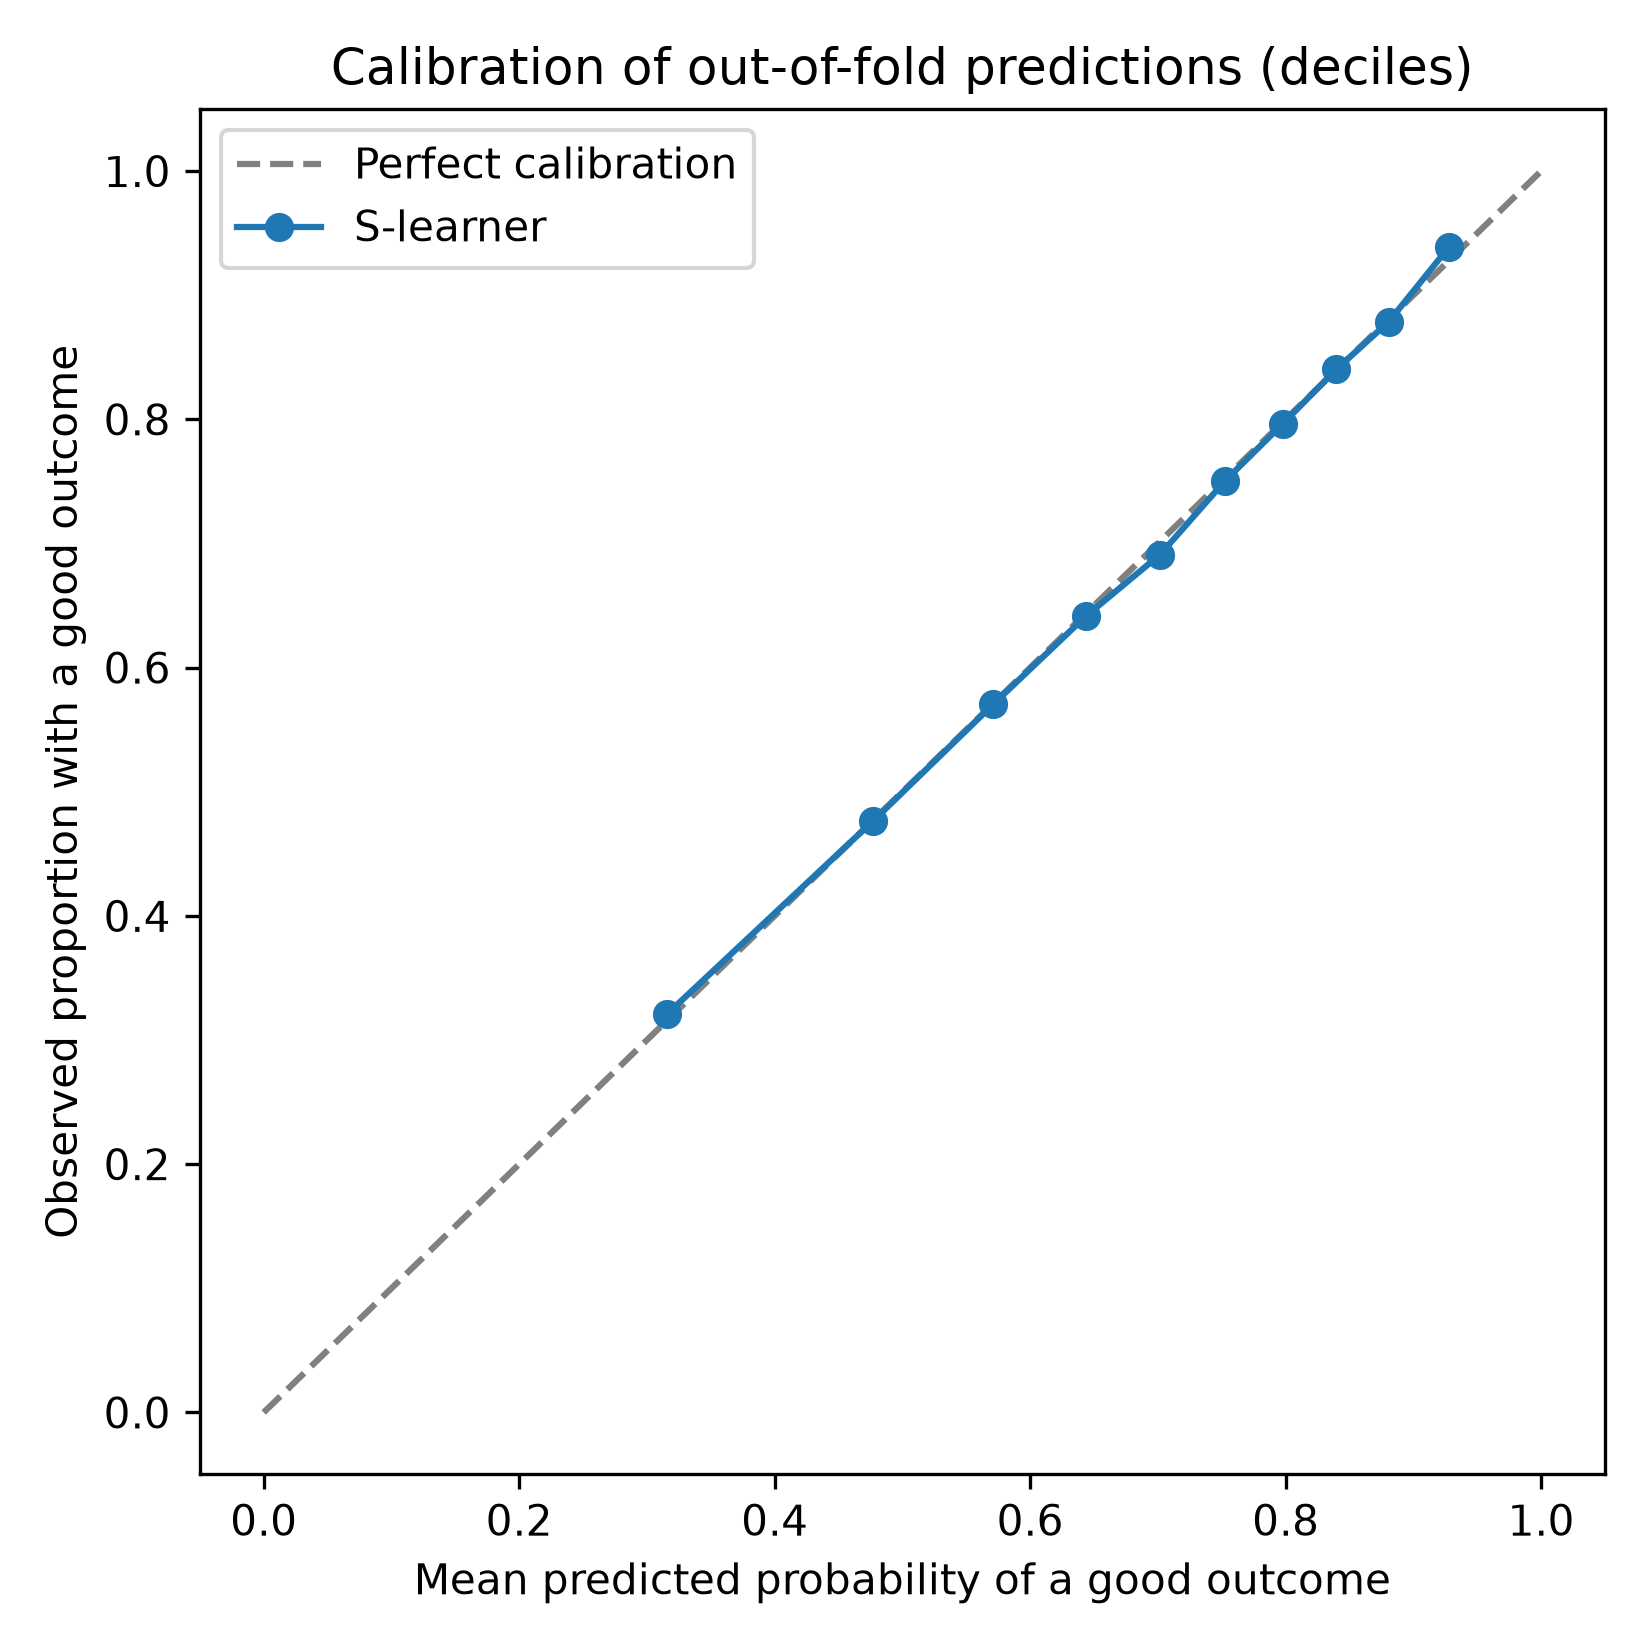 Calibration of out-of-fold predictions (deciles)
Perfect calibration
S-learner
Observed proportion with a good outcome
1.0
0.8
0.6
0.4
0.2
0.0
0.0 0.2 0.4 0.6 0.8 1.0
Mean predicted probability of a good outcome